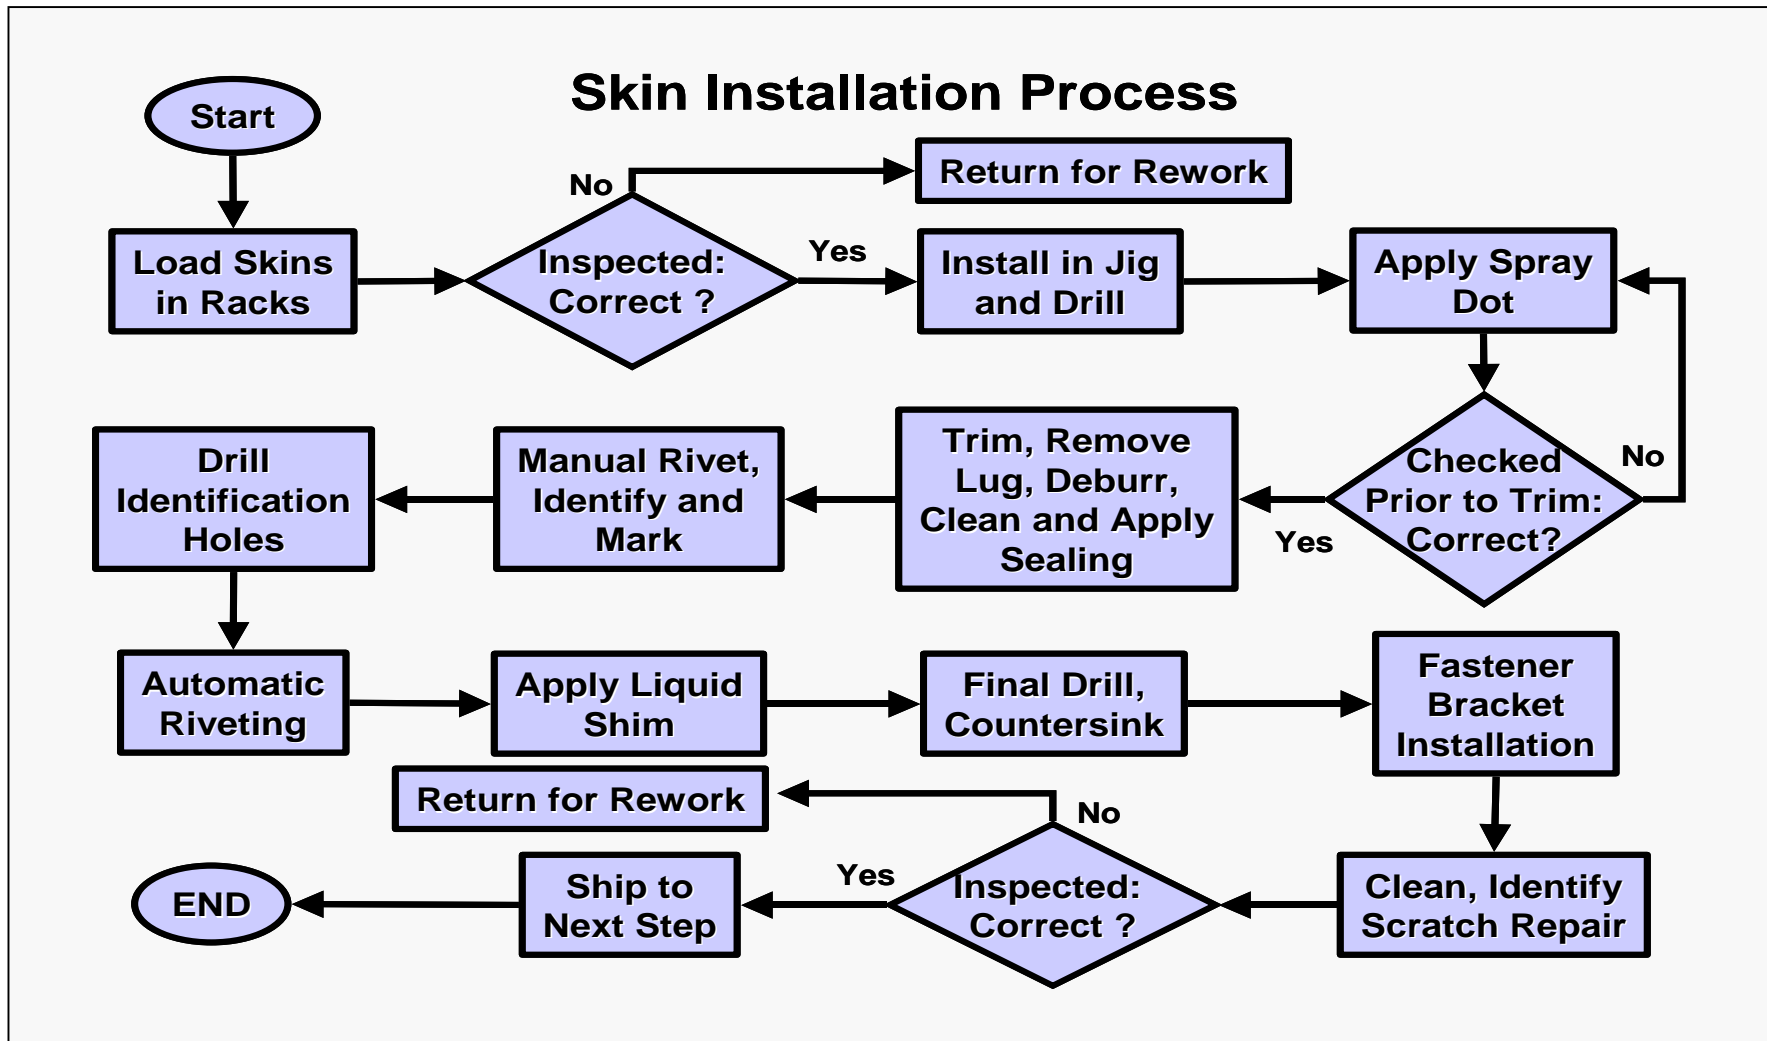 Skin Installation Process
Start
No
Return for Rework
Load Skins
in Racks
Inspected:
Correct ?
Yes
Install in Jig
and Drill
Apply Spray
Dot
Drill
Identification
Holes
Manual Rivet,
Identify and
Mark
Trim, Remove
Lug, Deburr,
Clean and Apply
Sealing
Yes
Checked
Prior to Trim:
Correct?
No
Automatic
Riveting
Apply Liquid
Shim
Final Drill,
Countersink
Fastener
Bracket
Installation
Return for Rework
No
END
Ship to
Next Step
Yes
Inspected:
Correct ?
Clean, Identify
Scratch Repair